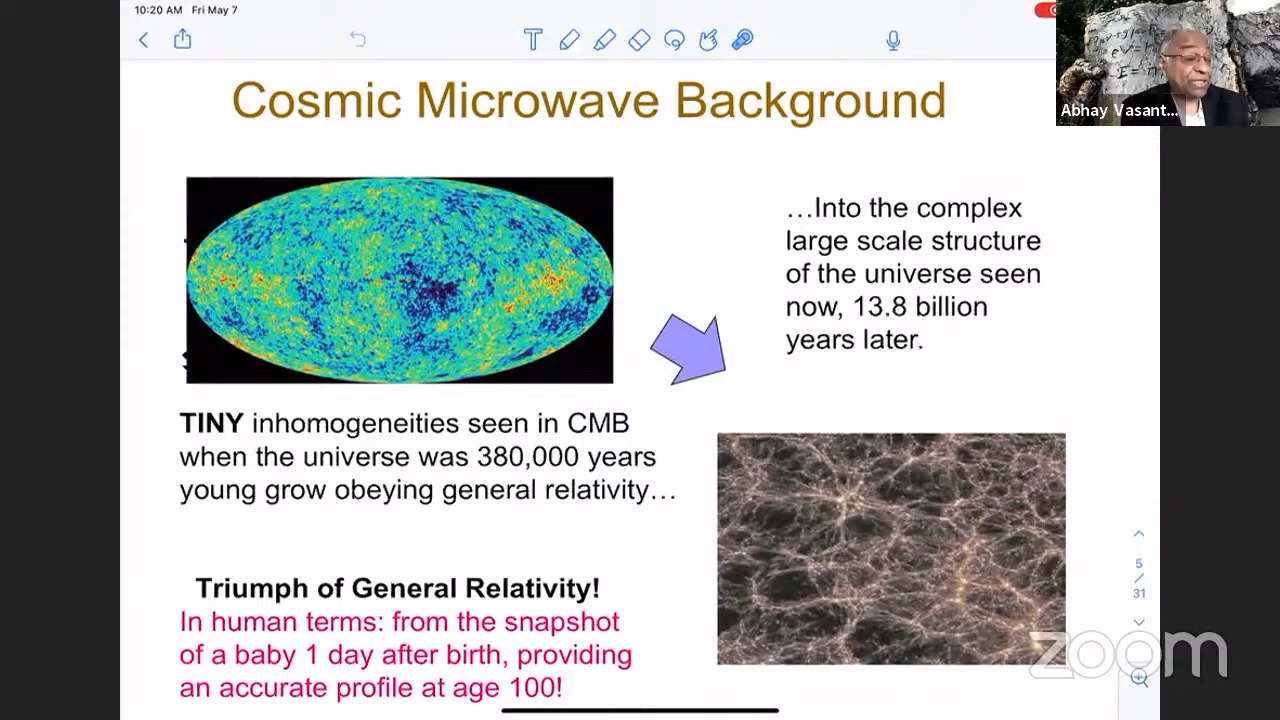 10:20 AM Fri May 7
Cosmic Microwave Background
Abhay Vasant...
…Into the complex
large scale structure
of the universe seen
now, 13.8 billion
years later.
TINY inhomogeneities seen in CMB
when the universe was 380,000 years
young grow obeying general relativity…
Triumph of General Relativity!
In human terms: from the snapshot
of a baby 1 day after birth, providing
an accurate profile at age 100!
5
/
31
zoom